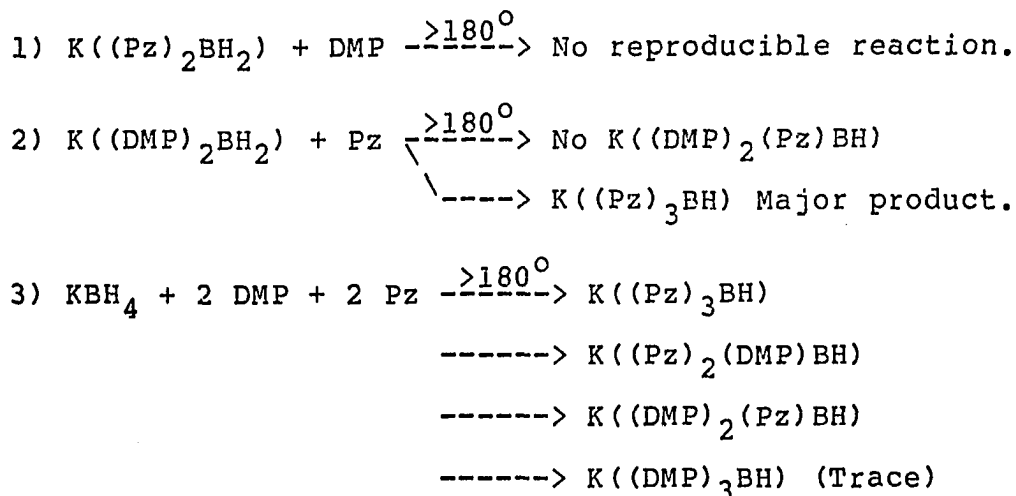 1) K((Pz)2BH2) + DMP ->180°-----> No reproducible reaction.
2) K((DMP)2BH2) + Pz ->180°-----> No K((DMP)2(Pz)BH)
----> K((Pz)3BH) Major product.
3) KBH4 + 2 DMP + 2 Pz ->180°-----> K((Pz)3BH)
------> K((Pz)2(DMP)BH)
------> K((DMP)2(Pz)BH)
------> K((DMP)3BH) (Trace)